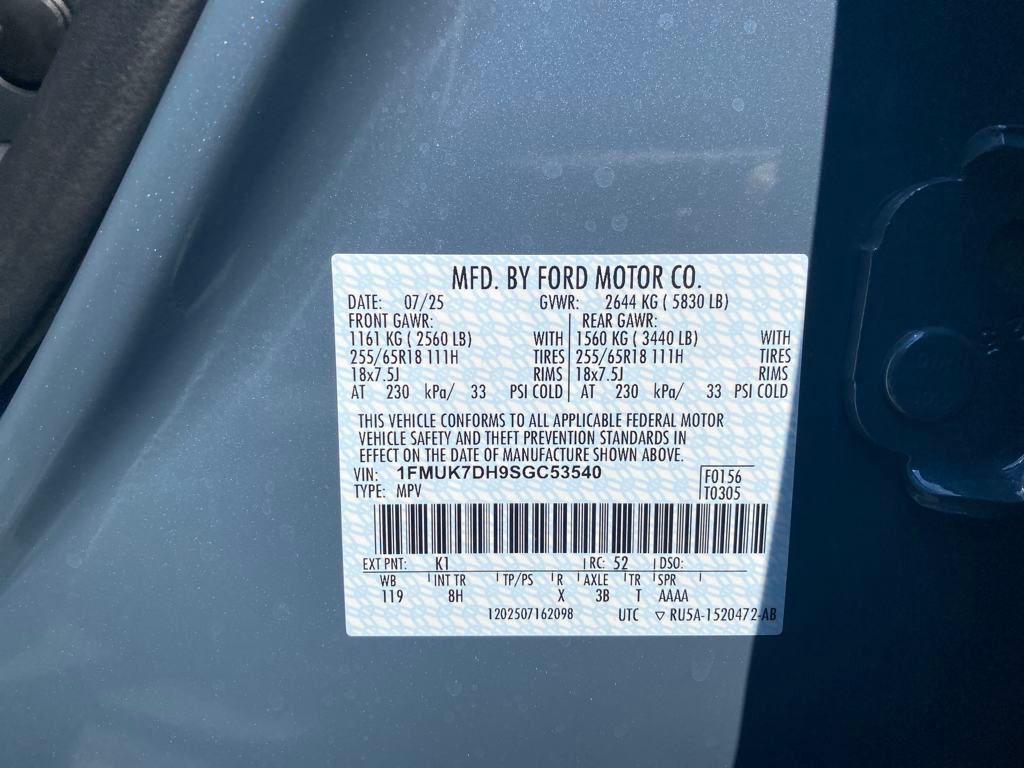 MFD. BY FORD MOTOR CO.
DATE: 07/25 GVWR: 2644 KG ( 5830 LB)
FRONT GAWR: REAR GAWR:
1161 KG ( 2560 LB) WITH 1560 KG ( 3440 LB) WITH
255/65R18 111H TIRES 255/65R18 111H TIRES
18x7.5J RIMS 18x7.5J RIMS
AT 230 kPa/ 33 PSI COLD AT 230 kPa/ 33 PSI COLD
THIS VEHICLE CONFORMS TO ALL APPLICABLE FEDERAL MOTOR
VEHICLE SAFETY AND THEFT PREVENTION STANDARDS IN
EFFECT ON THE DATE OF MANUFACTURE SHOWN ABOVE.
VIN: 1FMUK7DH9SGC53540 F0156
TYPE: MPV T0305
EXT PNT: K1 RC: 52 DSO:
WB INT TR TP/PS R AXLE TR SPR
119 8H X 3B T AAAA
1202507162098 UTC ▽ RU5A-1520472-AB